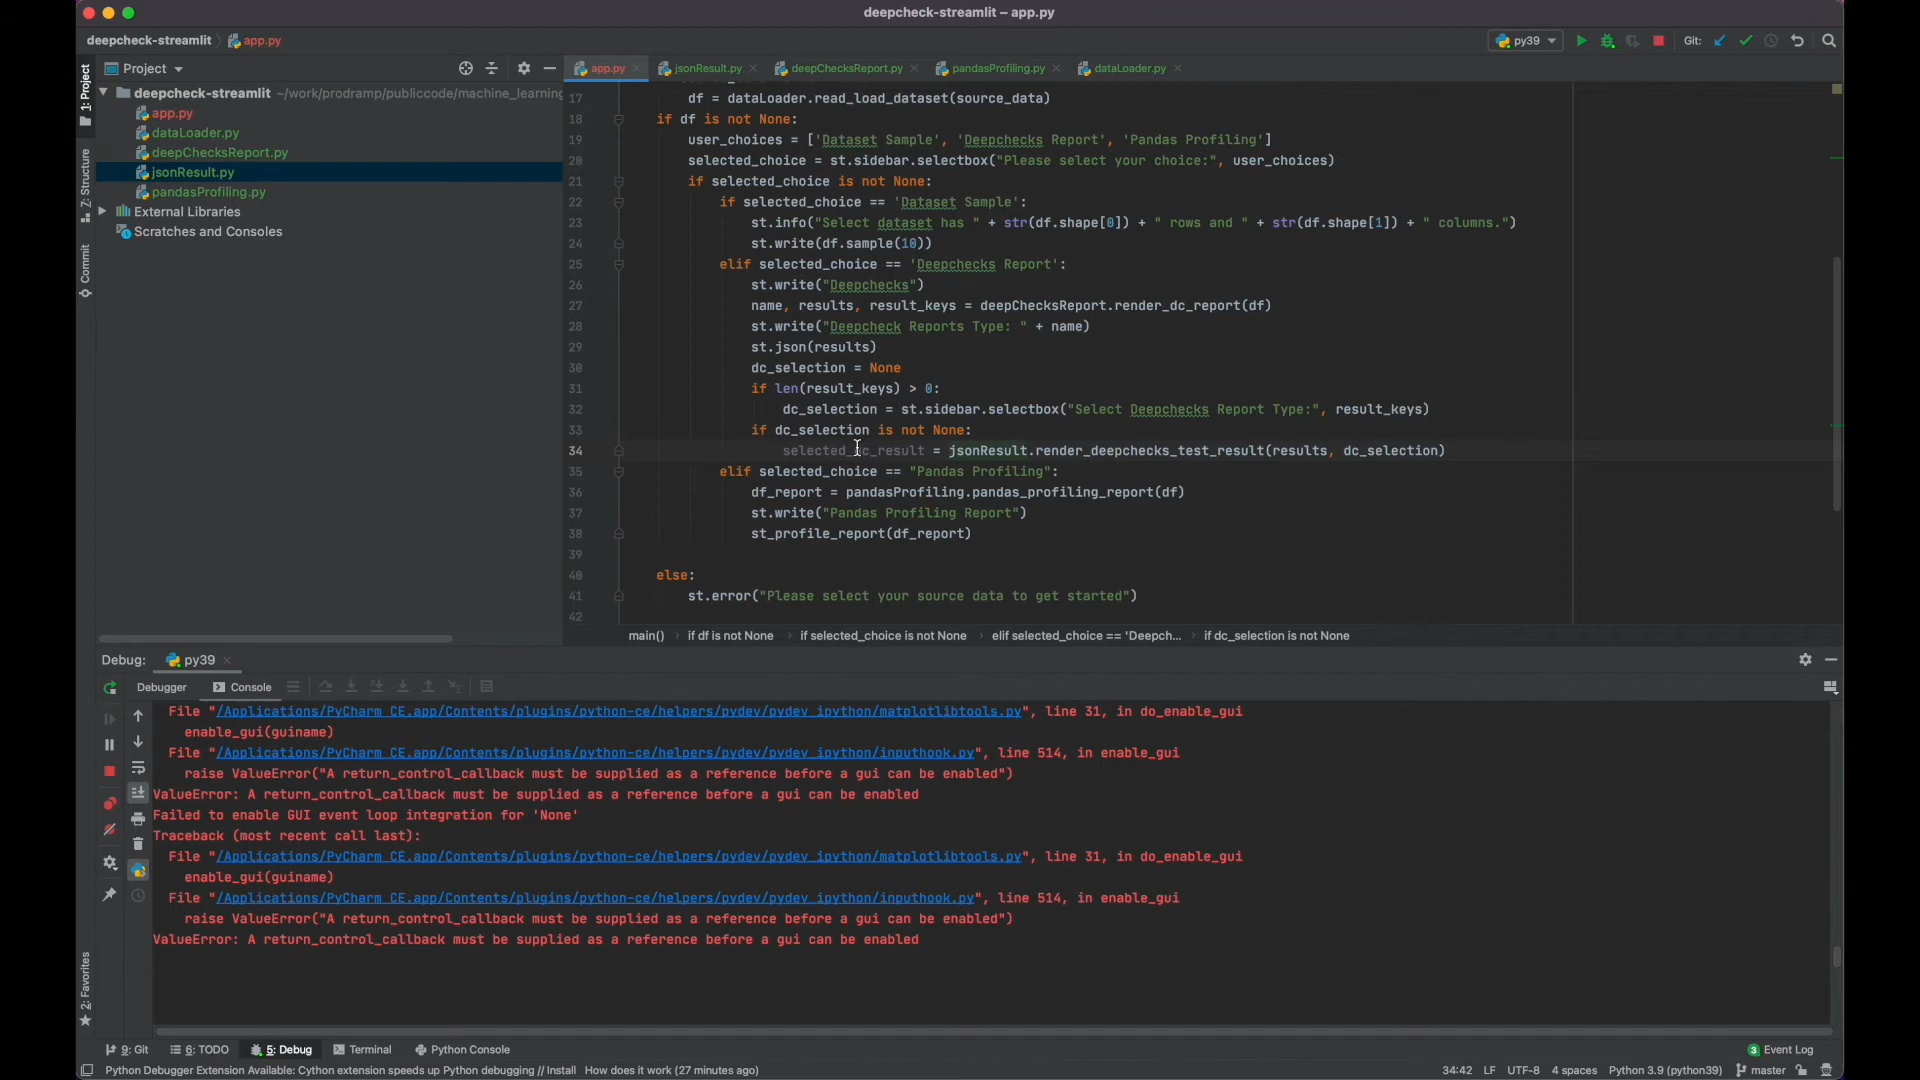 deepcheck-streamlit – app.py
deepcheck-streamlit 〉 app.py
py39
Git:
1: Project
Z: Structure
Commit
2: Favorites
Project
app.py
jsonResult.py
deepChecksReport.py
pandasProfiling.py
dataLoader.py
deepcheck-streamlit ~/work/prodramp/publiccode/machine_learning
app.py
dataLoader.py
deepChecksReport.py
jsonResult.py
pandasProfiling.py
External Libraries
Scratches and Consoles
17 df = dataLoader.read_load_dataset(source_data)
18 if df is not None:
19 user_choices = ['Dataset Sample', 'Deepchecks Report', 'Pandas Profiling']
20 selected_choice = st.sidebar.selectbox("Please select your choice:", user_choices)
21 if selected_choice is not None:
22 if selected_choice == 'Dataset Sample':
23 st.info("Select dataset has " + str(df.shape[0]) + " rows and " + str(df.shape[1]) + " columns.")
24 st.write(df.sample(10))
25 elif selected_choice == 'Deepchecks Report':
26 st.write("Deepchecks")
27 name, results, result_keys = deepChecksReport.render_dc_report(df)
28 st.write("Deepcheck Reports Type: " + name)
29 st.json(results)
30 dc_selection = None
31 if len(result_keys) > 0:
32 dc_selection = st.sidebar.selectbox("Select Deepchecks Report Type:", result_keys)
33 if dc_selection is not None:
34 selected_dc_result = jsonResult.render_deepchecks_test_result(results, dc_selection)
35 elif selected_choice == "Pandas Profiling":
36 df_report = pandasProfiling.pandas_profiling_report(df)
37 st.write("Pandas Profiling Report")
38 st_profile_report(df_report)
39
40 else:
41 st.error("Please select your source data to get started")
42
main() 〉 if df is not None 〉 if selected_choice is not None 〉 elif selected_choice == 'Deepch... 〉 if dc_selection is not None
Debug: py39
Debugger Console
File "/Applications/PyCharm CE.app/Contents/plugins/python-ce/helpers/pydev/pydev_ipython/matplotlibtools.py", line 31, in do_enable_gui
enable_gui(guiname)
File "/Applications/PyCharm CE.app/Contents/plugins/python-ce/helpers/pydev/pydev_ipython/inputhook.py", line 514, in enable_gui
raise ValueError("A return_control_callback must be supplied as a reference before a gui can be enabled")
ValueError: A return_control_callback must be supplied as a reference before a gui can be enabled
Failed to enable GUI event loop integration for 'None'
Traceback (most recent call last):
File "/Applications/PyCharm CE.app/Contents/plugins/python-ce/helpers/pydev/pydev_ipython/matplotlibtools.py", line 31, in do_enable_gui
enable_gui(guiname)
File "/Applications/PyCharm CE.app/Contents/plugins/python-ce/helpers/pydev/pydev_ipython/inputhook.py", line 514, in enable_gui
raise ValueError("A return_control_callback must be supplied as a reference before a gui can be enabled")
ValueError: A return_control_callback must be supplied as a reference before a gui can be enabled
9: Git
6: TODO
5: Debug
Terminal
Python Console
3 Event Log
Python Debugger Extension Available: Cython extension speeds up Python debugging // Install How does it work (27 minutes ago)
34:42 LF UTF-8 4 spaces Python 3.9 (python39) master